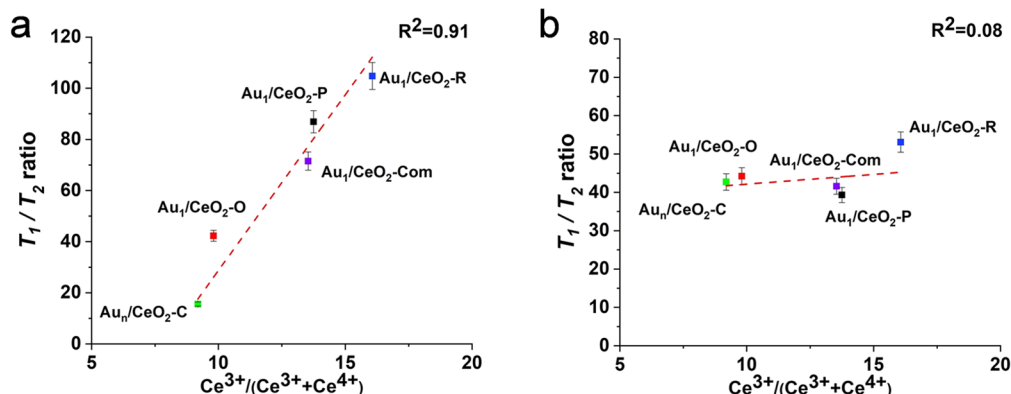 a
R²=0.91
120
100
80
60
40
20
0
T₁ / T₂ ratio
Au₁/CeO₂-R
Au₁/CeO₂-P
Au₁/CeO₂-Com
Au₁/CeO₂-O
Auₙ/CeO₂-C
5 10 15 20
Ce³⁺/(Ce³⁺+Ce⁴⁺)
b
R²=0.08
80
70
60
50
40
30
20
10
0
T₁ / T₂ ratio
Au₁/CeO₂-R
Au₁/CeO₂-O
Au₁/CeO₂-Com
Auₙ/CeO₂-C
Au₁/CeO₂-P
5 10 15 20
Ce³⁺/(Ce³⁺+Ce⁴⁺)